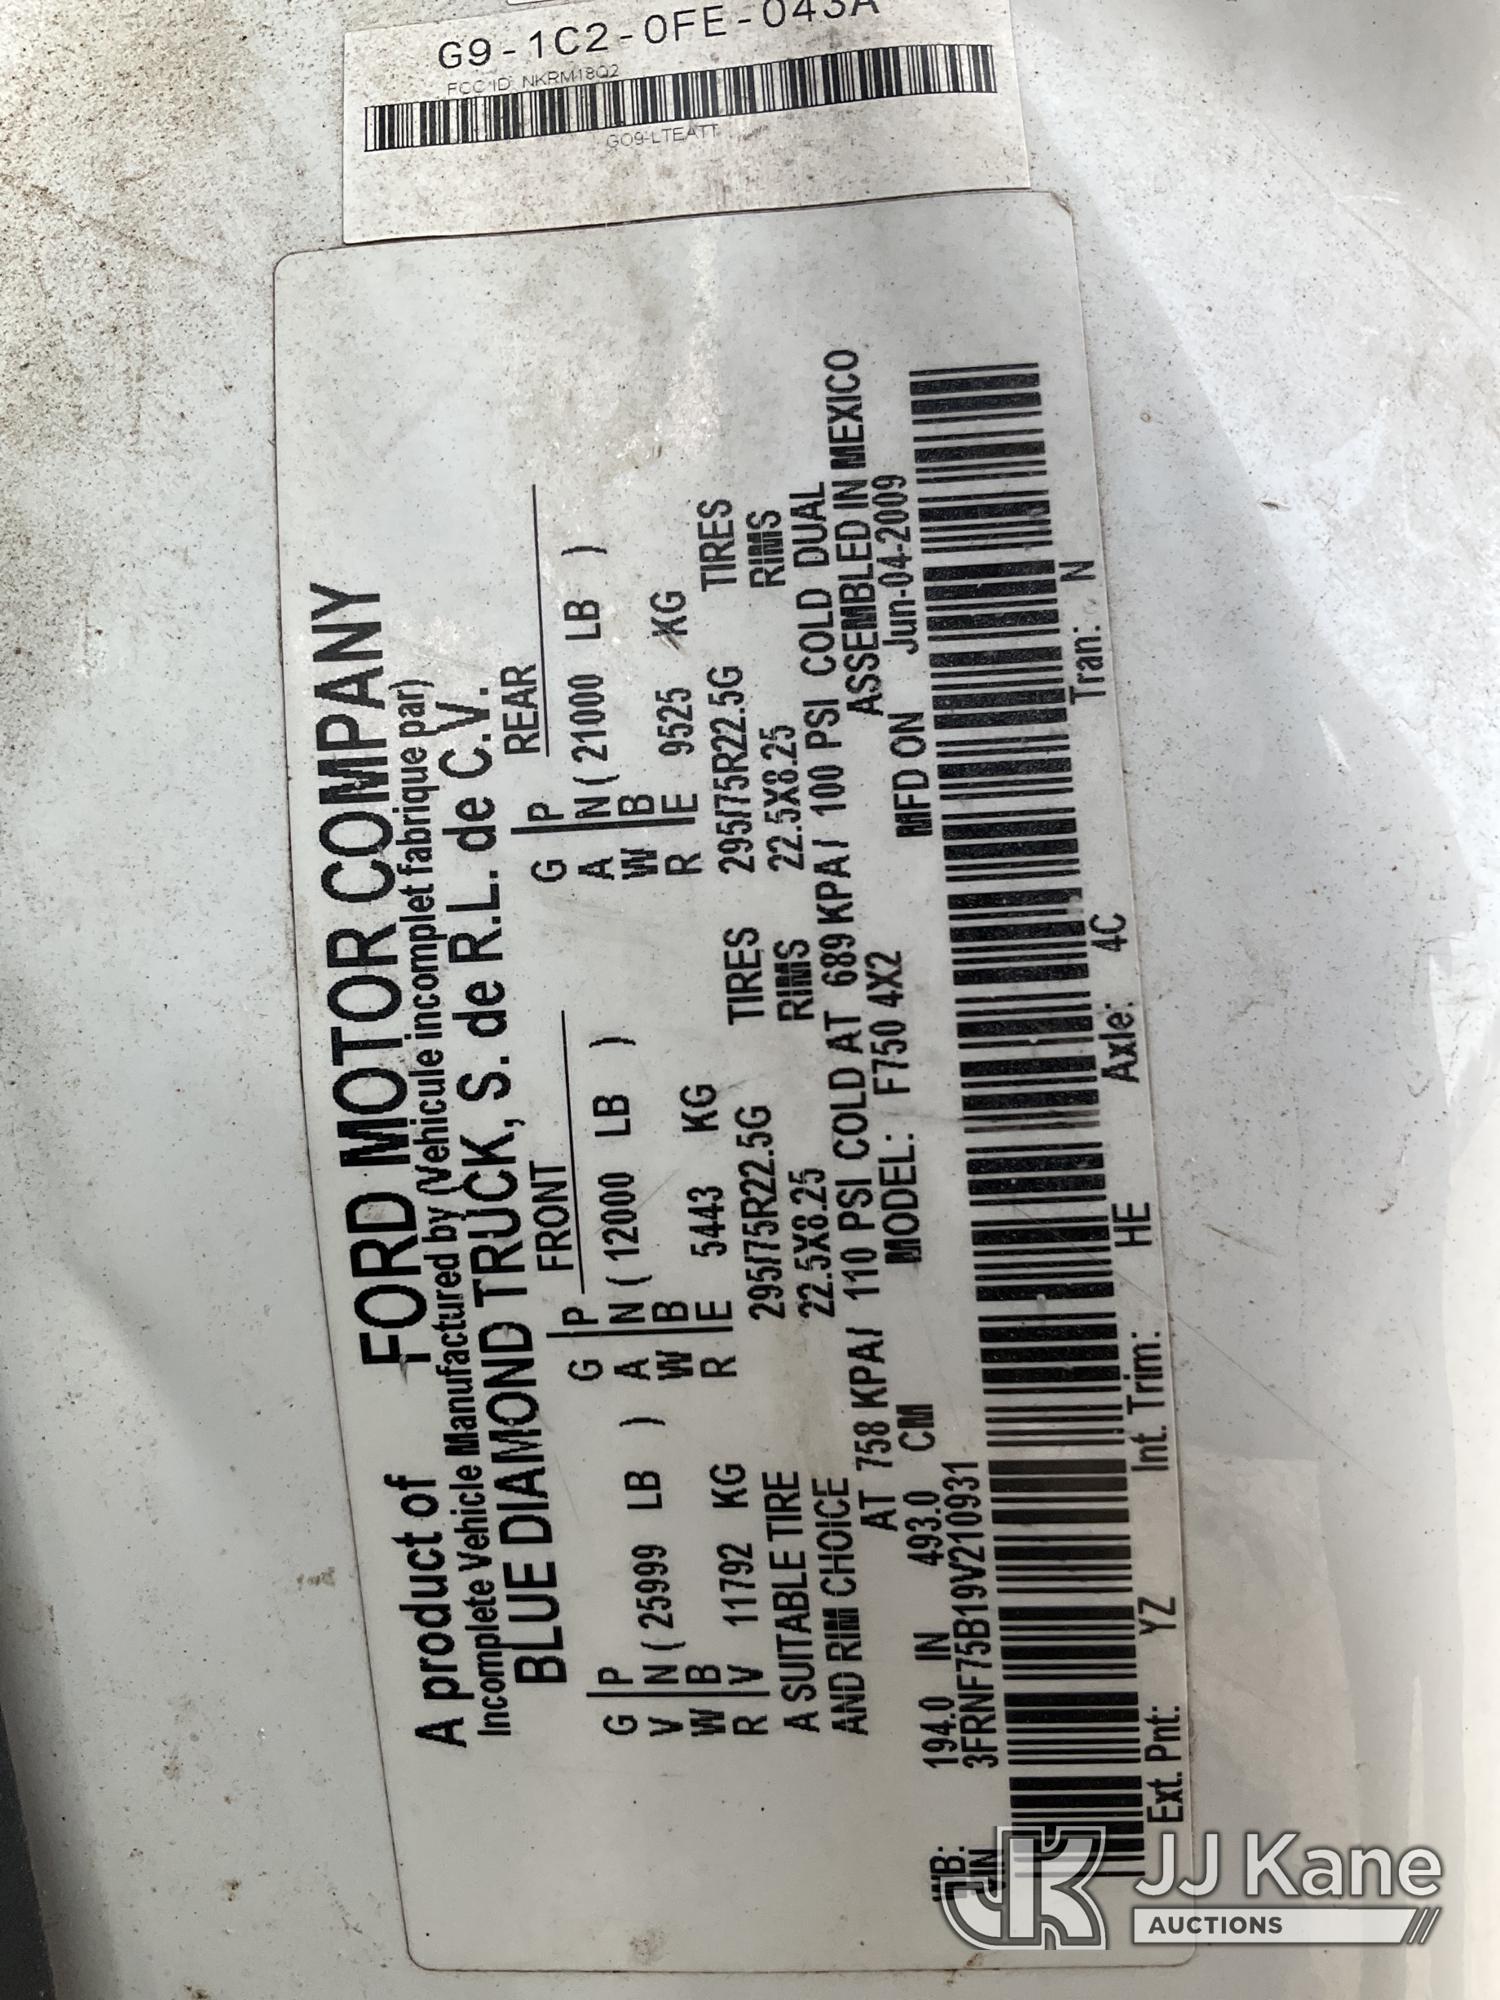 G9-1C2-0FE-043A
FCC ID: NKRM18Q2
GO9-LTEATT
A product of FORD MOTOR COMPANY
Incomplete Vehicle Manufactured by (Vehicule incomplet fabrique par)
BLUE DIAMOND TRUCK, S. de R.L. de C.V.
FRONT REAR
G P G P G P
V N ( 25999 LB ) A N ( 12000 LB ) A N ( 21000 LB )
W B W B W B
R V 11792 KG R E 5443 KG R E 9525 KG
A SUITABLE TIRE 295/75R22.5G TIRES 295/75R22.5G TIRES
AND RIM CHOICE 22.5X8.25 RIMS 22.5X8.25 RIMS
AT 758 KPA/ 110 PSI COLD AT 689 KPA/ 100 PSI COLD DUAL
ASSEMBLED IN MEXICO
WB: 194.0 IN 493.0 CM MODEL: F750 4X2 MFD ON Jun-04-2009
VIN 3FRNF75B19V210931
Ext. Pnt: YZ Int. Trim: HE Axle: 4C Tran: N
JJ Kane
AUCTIONS